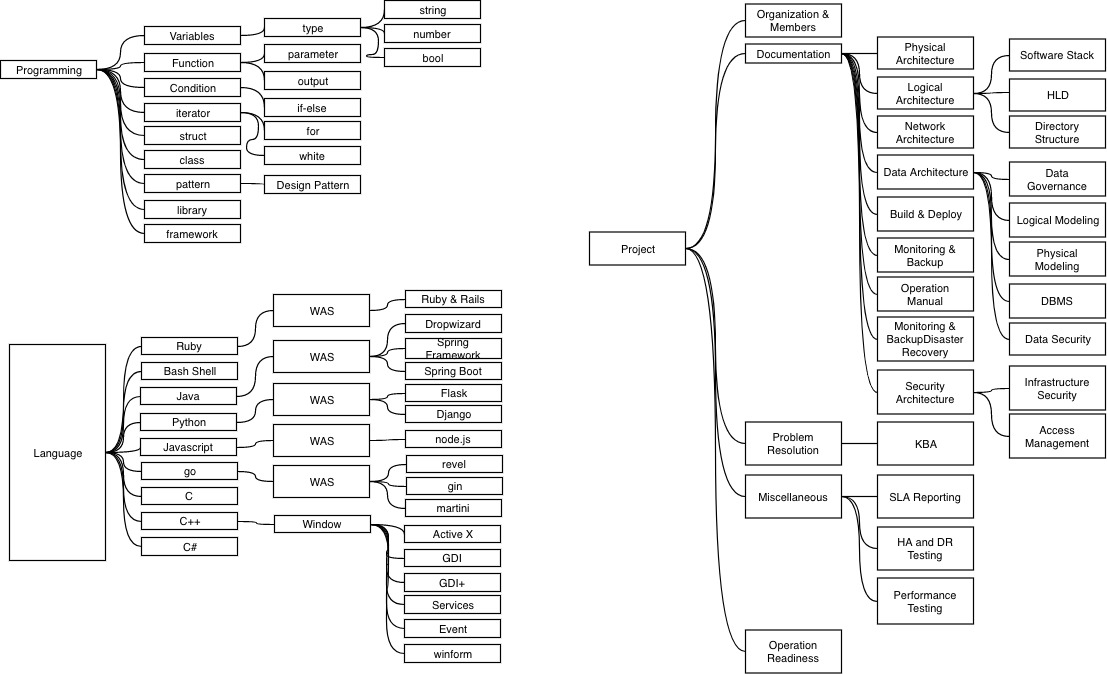 Programming
Variables
Function
Condition
iterator
struct
class
pattern
library
framework
type
parameter
output
if-else
for
white
Design Pattern
string
number
bool
Language
Ruby
Bash Shell
Java
Python
Javascript
go
C
C++
C#
WAS
WAS
WAS
WAS
WAS
Window
Ruby & Rails
Dropwizard
Spring
Framework
Spring Boot
Flask
Django
node.js
revel
gin
martini
Active X
GDI
GDI+
Services
Event
winform
Project
Organization &
Members
Documentation
Problem
Resolution
Miscellaneous
Operation
Readiness
Physical
Architecture
Logical
Architecture
Network
Architecture
Data Architecture
Build & Deploy
Monitoring &
Backup
Operation
Manual
Monitoring &
BackupDisaster
Recovery
Security
Architecture
KBA
SLA Reporting
HA and DR
Testing
Performance
Testing
Software Stack
HLD
Directory
Structure
Data
Governance
Logical Modeling
Physical
Modeling
DBMS
Data Security
Infrastructure
Security
Access
Management